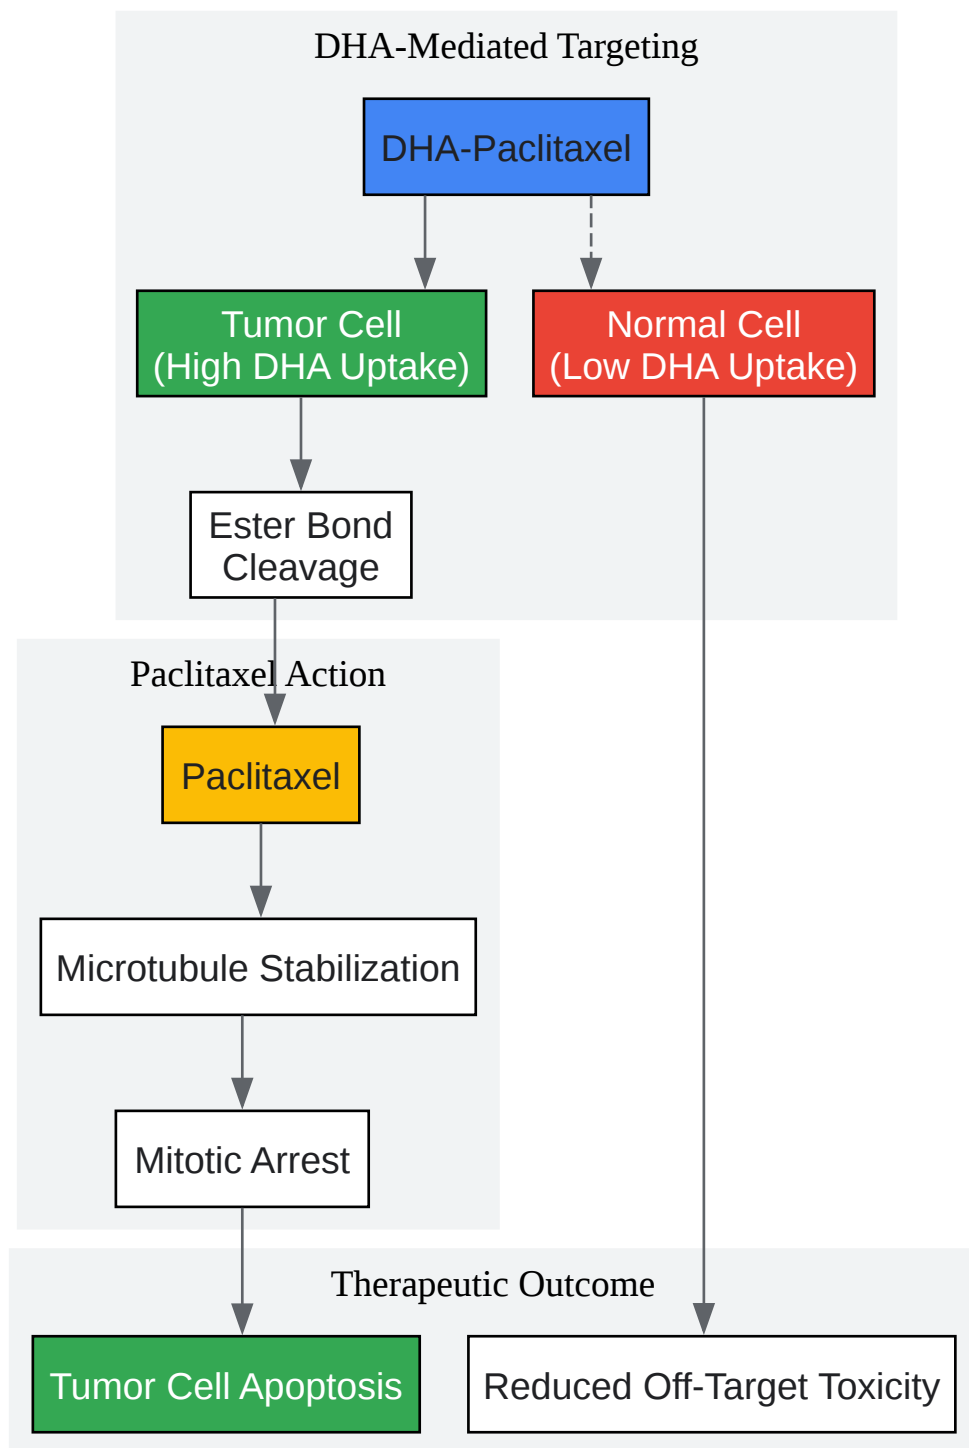 DHA-Mediated Targeting
DHA-Paclitaxel
Tumor Cell
(High DHA Uptake)
Normal Cell
(Low DHA Uptake)
Ester Bond
Cleavage
Paclitaxel Action
Paclitaxel
Microtubule Stabilization
Mitotic Arrest
Therapeutic Outcome
Tumor Cell Apoptosis
Reduced Off-Target Toxicity